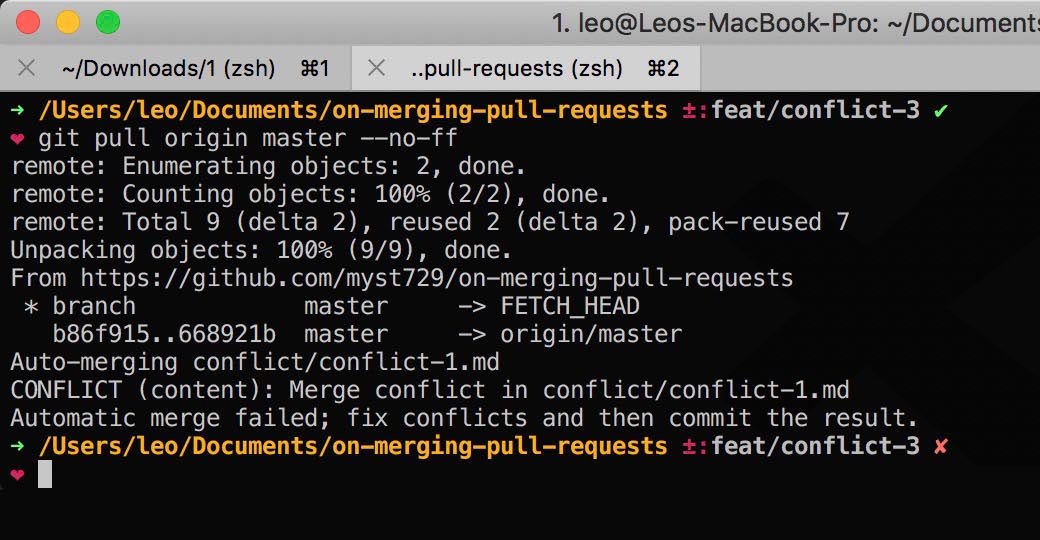 1. leo@Leos-MacBook-Pro: ~/Documents
~/Downloads/1 (zsh) ⌘1 ..pull-requests (zsh) ⌘2
➜ /Users/leo/Documents/on-merging-pull-requests ±:feat/conflict-3 ✔
❤ git pull origin master --no-ff
remote: Enumerating objects: 2, done.
remote: Counting objects: 100% (2/2), done.
remote: Total 9 (delta 2), reused 2 (delta 2), pack-reused 7
Unpacking objects: 100% (9/9), done.
From https://github.com/myst729/on-merging-pull-requests
 * branch            master     -> FETCH_HEAD
   b86f915..668921b  master     -> origin/master
Auto-merging conflict/conflict-1.md
CONFLICT (content): Merge conflict in conflict/conflict-1.md
Automatic merge failed; fix conflicts and then commit the result.
➜ /Users/leo/Documents/on-merging-pull-requests ±:feat/conflict-3 ✘
❤